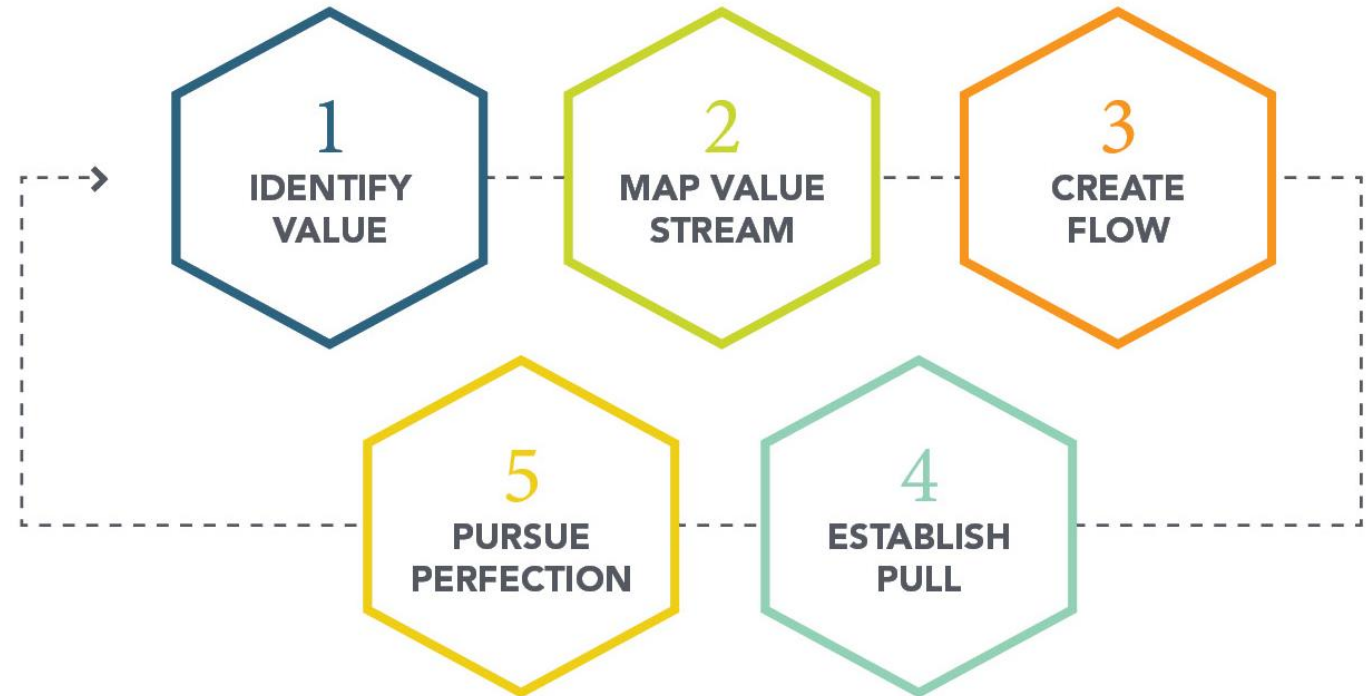 1
IDENTIFY
VALUE
2
MAP VALUE
STREAM
3
CREATE
FLOW
4
ESTABLISH
PULL
5
PURSUE
PERFECTION